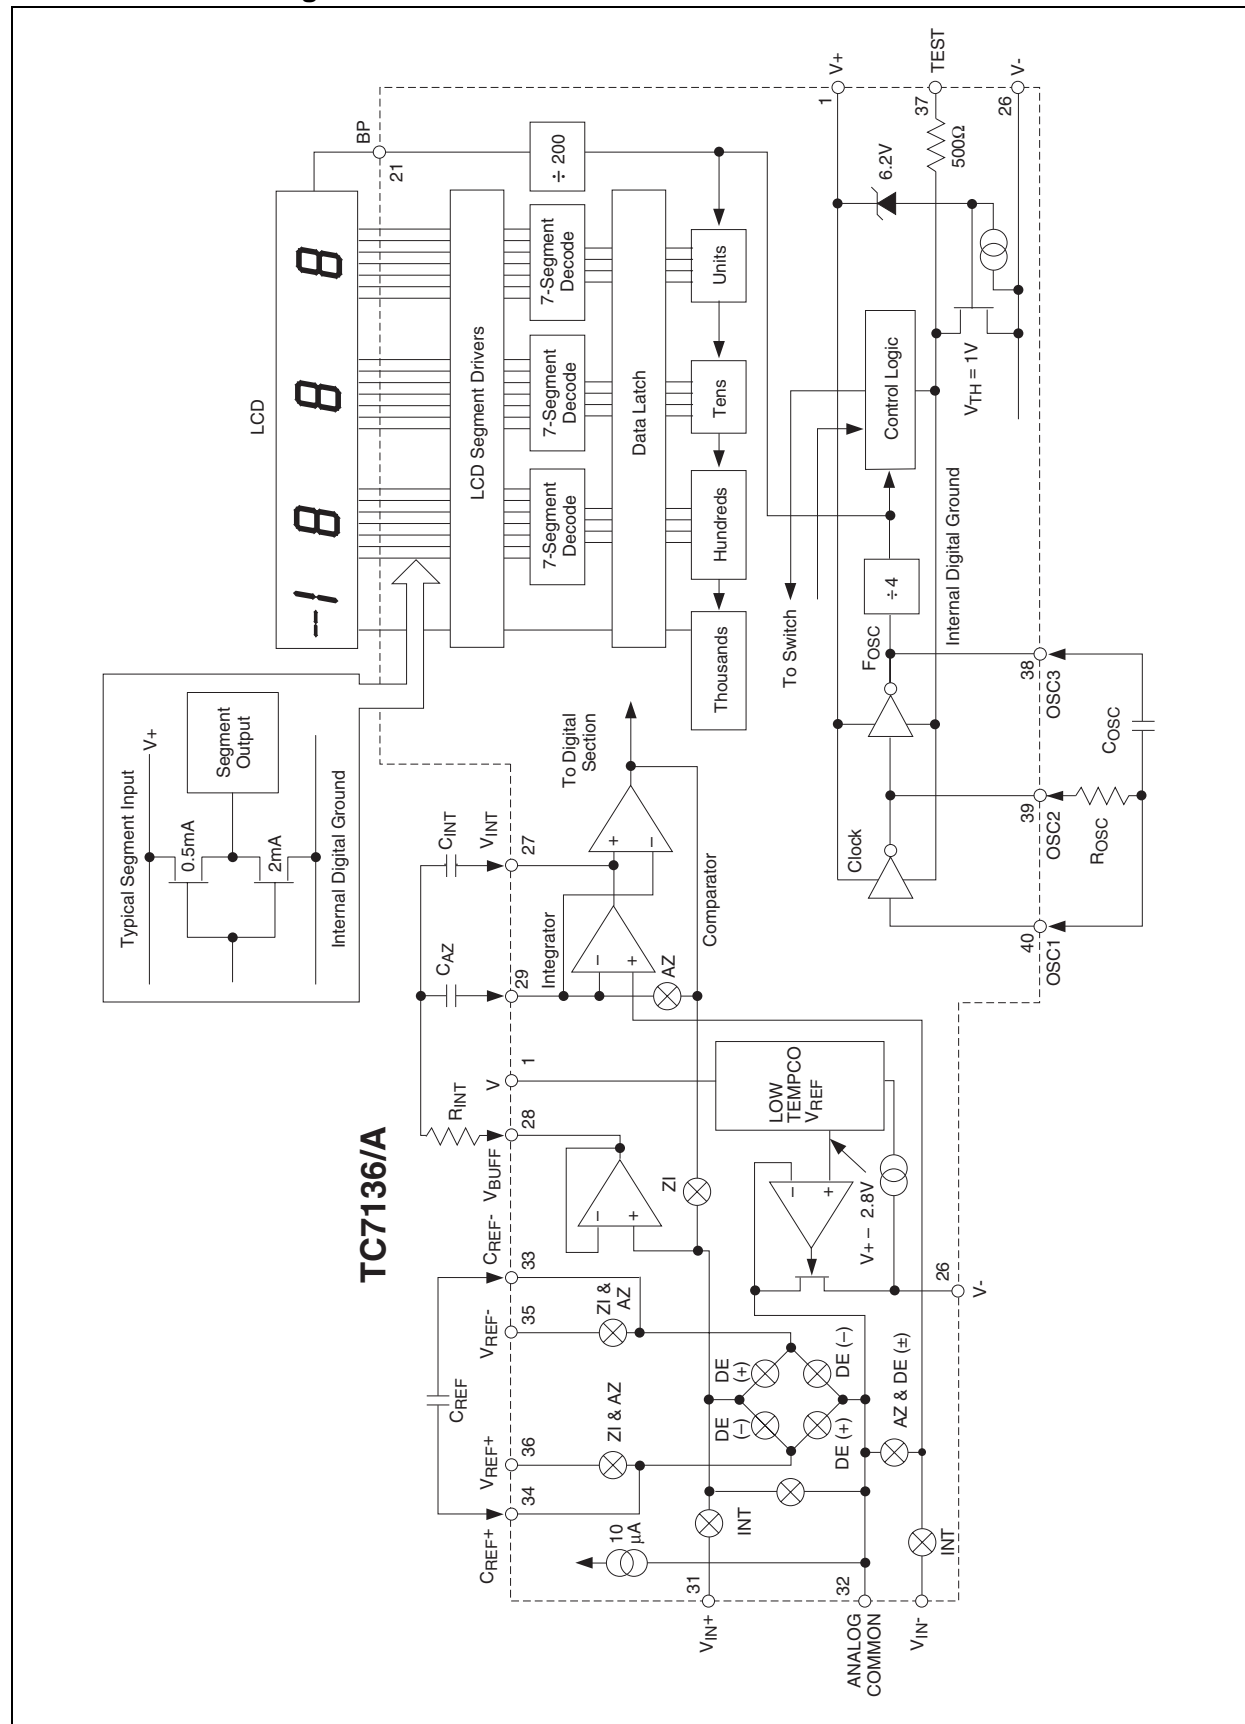 g
TC7136/A
Typical Segment Input
V+
0.5mA
2mA
Segment
Output
Internal Digital Ground
LCD
BP
21
LCD Segment Drivers
7-Segment
Decode
7-Segment
Decode
7-Segment
Decode
÷ 200
Data Latch
Thousands
Hundreds
Tens
Units
To Switch
Control Logic
÷ 4
FOSC
Clock
Internal Digital Ground
VTH = 1V
6.2V
500Ω
1
V+
37
TEST
26
V-
40
OSC1
39
OSC2
38
OSC3
ROSC
COSC
CREF
RINT
CAZ
CINT
CREF+
34
VREF+
36
VREF-
35
CREF-
33
VBUFF
28
V
1
29
VINT
27
Integrator
To Digital
Section
Comparator
AZ
ZI
10
µA
ZI & AZ
ZI &
AZ
DE
(–)
DE
(+)
DE (+)
DE (–)
INT
AZ & DE (±)
INT
LOW
TEMPCO
VREF
V+ – 2.8V
26
V-
31
VIN+
32
ANALOG
COMMON
VIN-